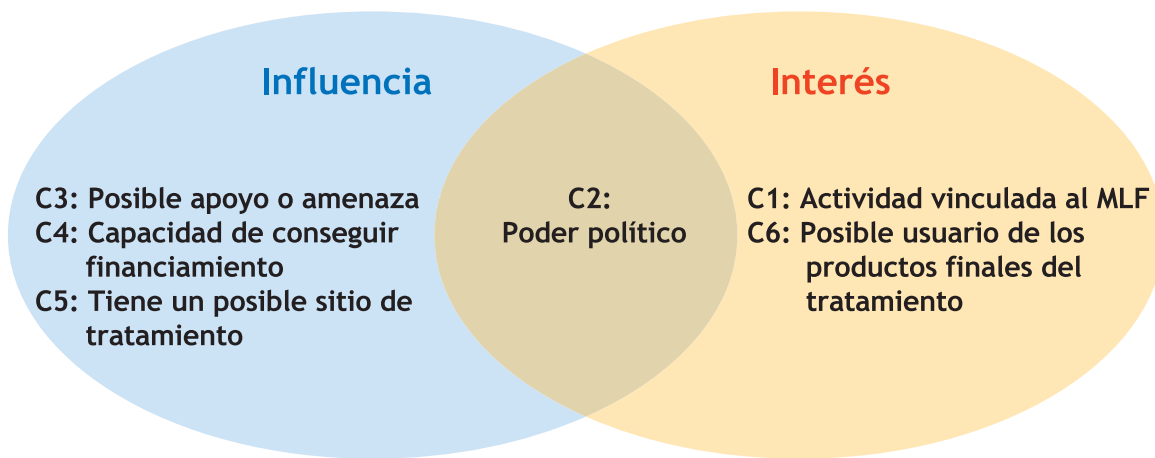 Influencia
C3: Posible apoyo o amenaza
C4: Capacidad de conseguir
financiamiento
C5: Tiene un posible sitio de
tratamiento
C2:
Poder político
Interés
C1: Actividad vinculada al MLF
C6: Posible usuario de los
productos finales del
tratamiento